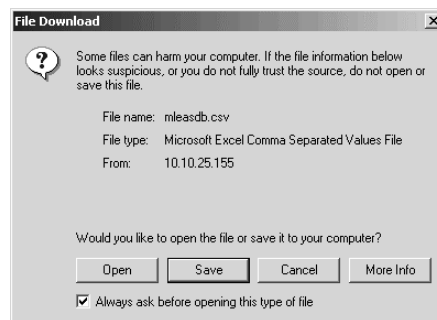 File Download
Some files can harm your computer. If the file information below
looks suspicious, or you do not fully trust the source, do not open or
save this file.
File name: mleasdb.csv
File type: Microsoft Excel Comma Separated Values File
From: 10.10.25.155
Would you like to open the file or save it to your computer?
Open Save Cancel More Info
Always ask before opening this type of file